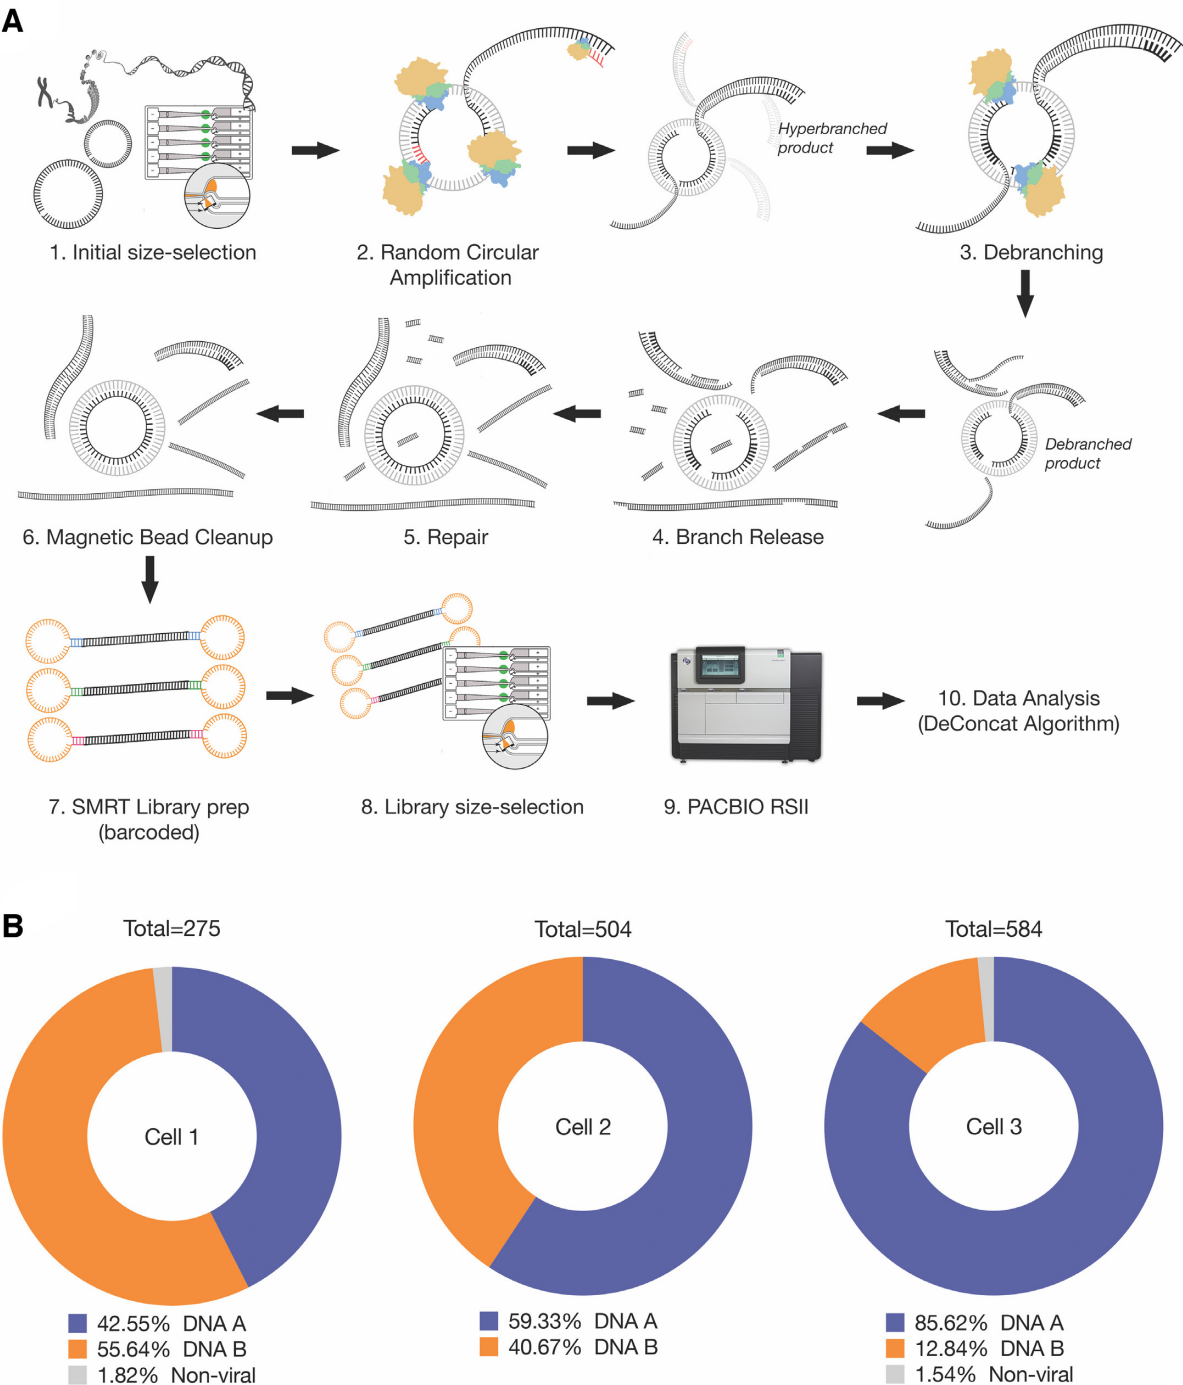 A
1. Initial size-selection
2. Random Circular
Amplification
Hyperbranched
product
3. Debranching
Debranched
product
6. Magnetic Bead Cleanup
5. Repair
4. Branch Release
7. SMRT Library prep
(barcoded)
8. Library size-selection
9. PACBIO RSII
10. Data Analysis
(DeConcat Algorithm)
B
Total=275
Cell 1
42.55% DNA A
55.64% DNA B
1.82% Non-viral
Total=504
Cell 2
59.33% DNA A
40.67% DNA B
Total=584
Cell 3
85.62% DNA A
12.84% DNA B
1.54% Non-viral